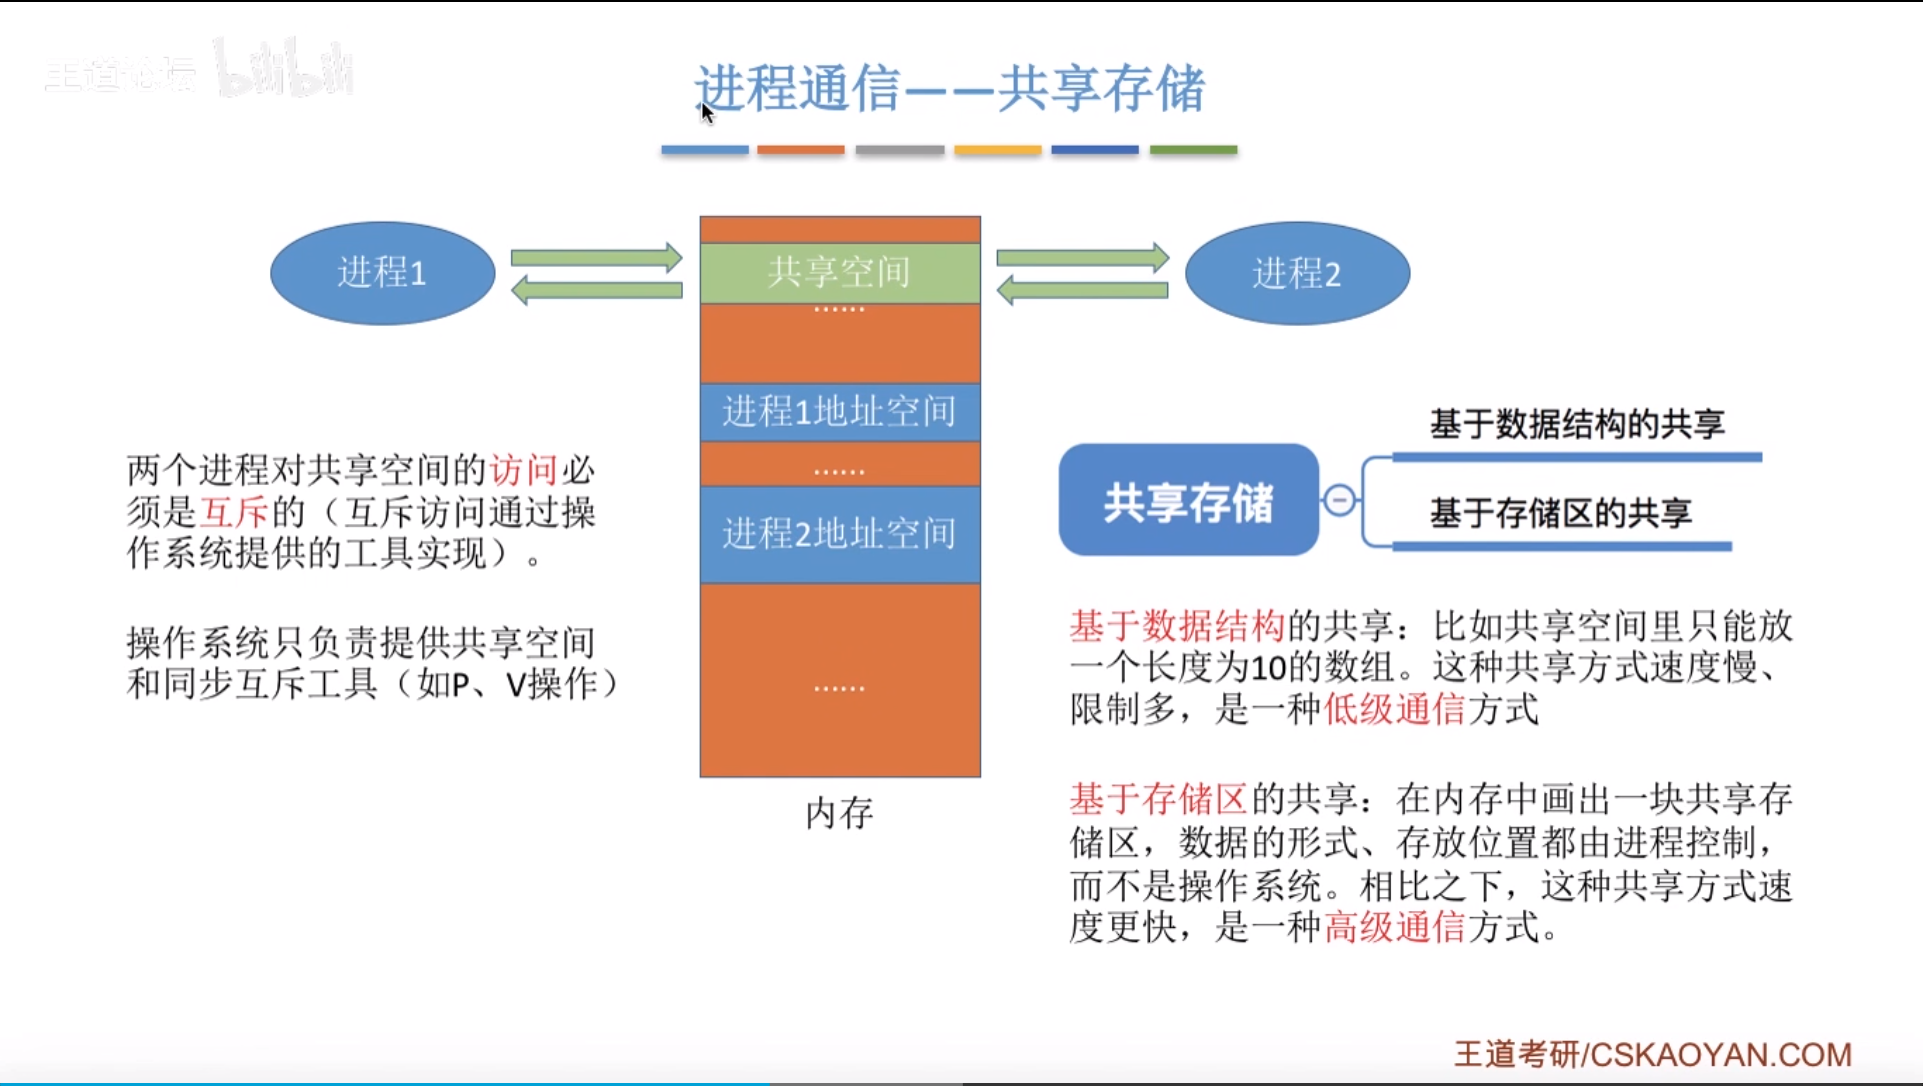 王道论坛 bilibili
进程通信——共享存储
进程1
共享空间
进程2
......
进程1地址空间
......
进程2地址空间
......
内存
两个进程对共享空间的访问必
须是互斥的（互斥访问通过操
作系统提供的工具实现）。
操作系统只负责提供共享空间
和同步互斥工具（如P、V操作）
共享存储
基于数据结构的共享
基于存储区的共享
基于数据结构的共享：比如共享空间里只能放
一个长度为10的数组。这种共享方式速度慢、
限制多，是一种低级通信方式
基于存储区的共享：在内存中画出一块共享存
储区，数据的形式、存放位置都由进程控制，
而不是操作系统。相比之下，这种共享方式速
度更快，是一种高级通信方式。
王道考研/CSKAOYAN.COM